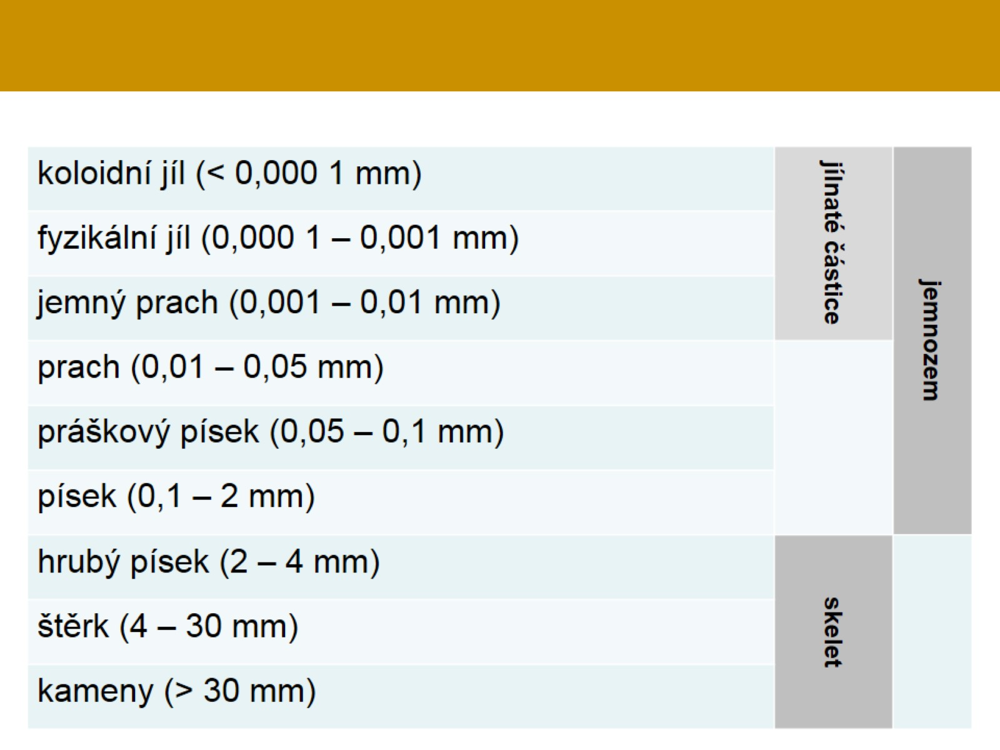 koloidní jíl (< 0,000 1 mm)
fyzikální jíl (0,000 1 – 0,001 mm)
jemný prach (0,001 – 0,01 mm)
prach (0,01 – 0,05 mm)
práškový písek (0,05 – 0,1 mm)
písek (0,1 – 2 mm)
hrubý písek (2 – 4 mm)
štěrk (4 – 30 mm)
kameny (> 30 mm)
jílnaté částice
skelet
jemnozem